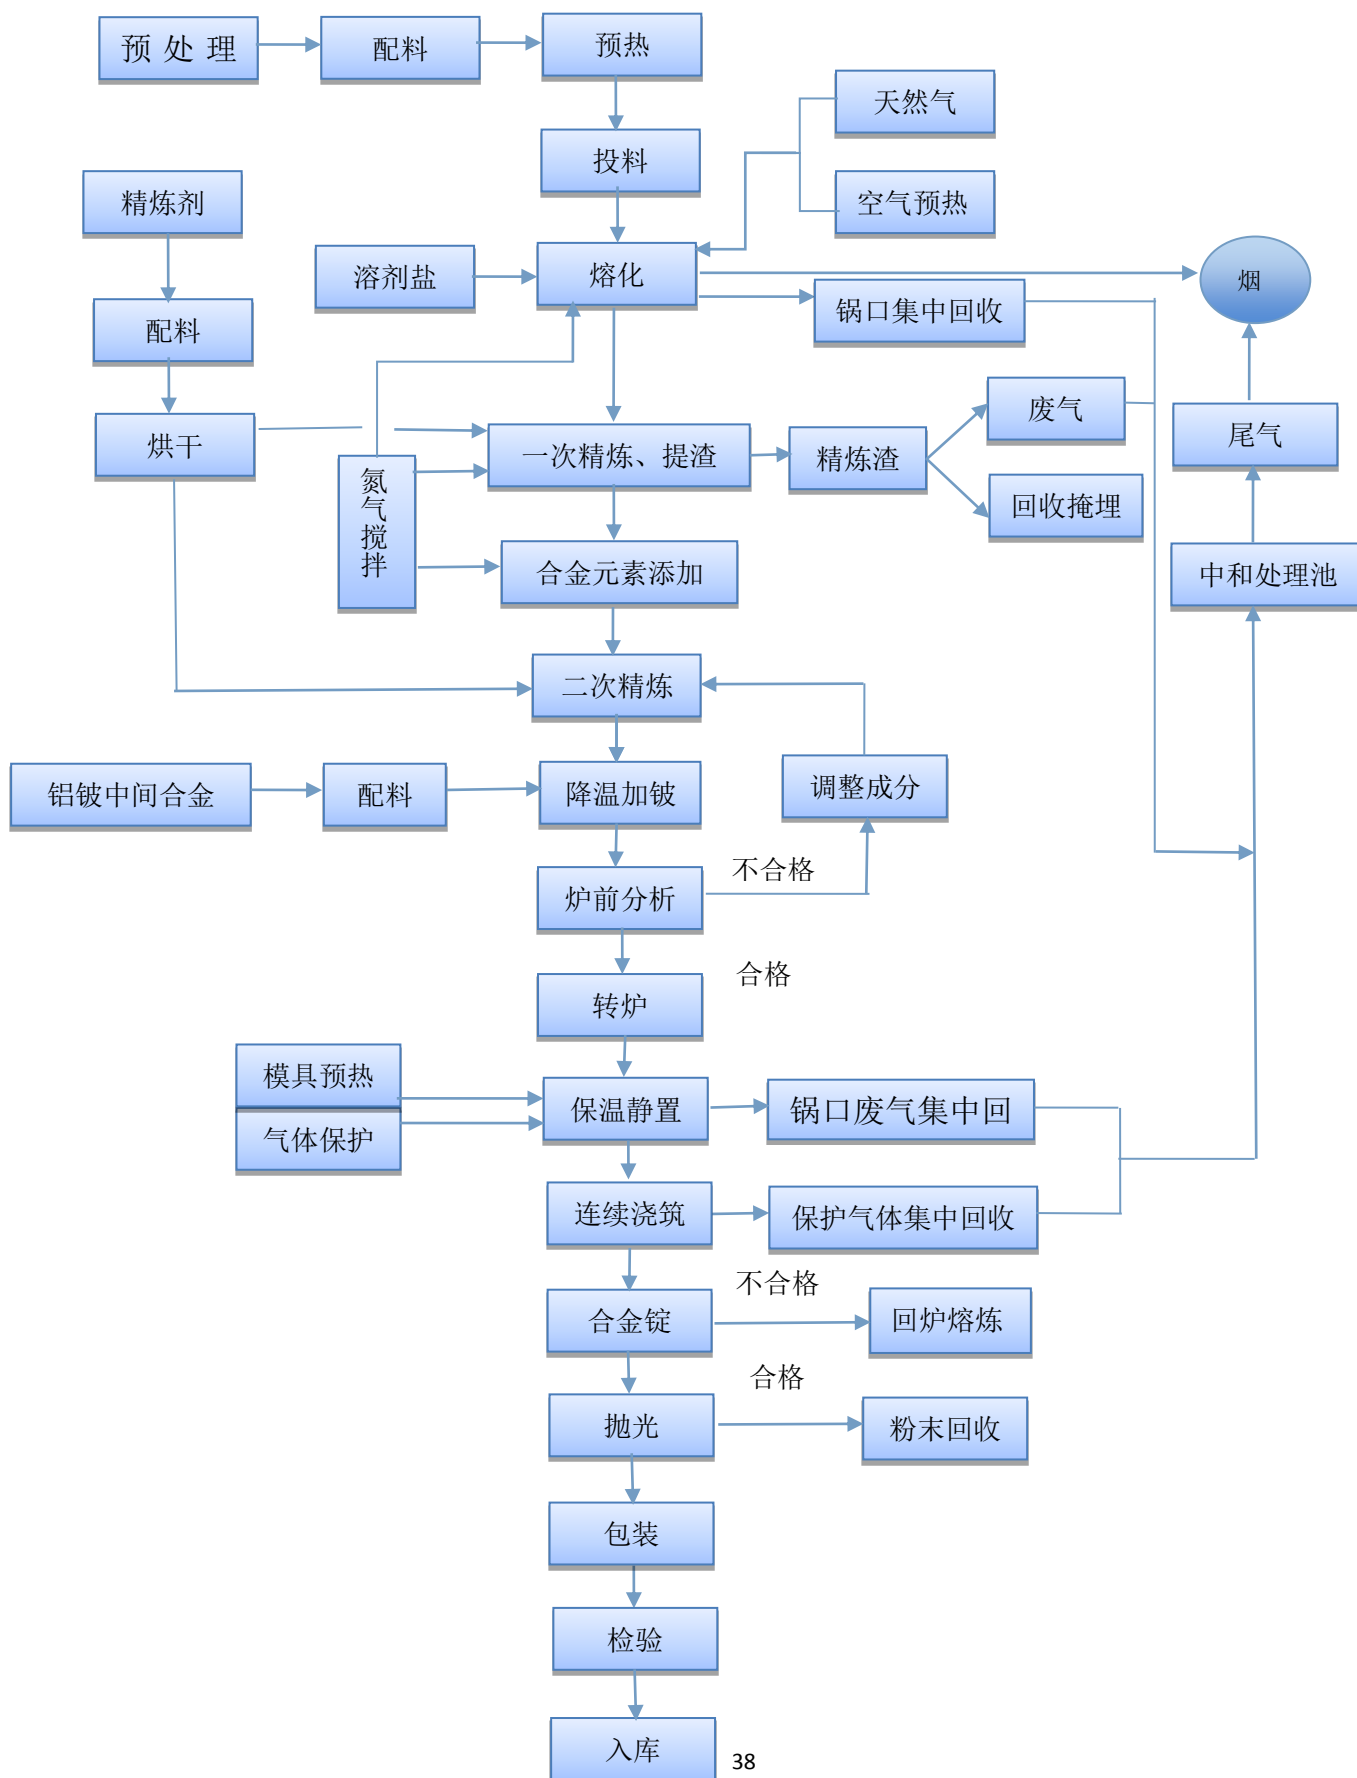 预 处 理
配料
预热
天然气
投料
精炼剂
空气预热
溶剂盐
熔化
烟
锅口集中回收
配料
废气
烘干
一次精炼、提渣
精炼渣
尾气
氮气搅拌
回收掩埋
合金元素添加
中和处理池
二次精炼
铝铍中间合金
配料
降温加铍
调整成分
不合格
炉前分析
合格
转炉
模具预热
保温静置
锅口废气集中回
气体保护
连续浇筑
保护气体集中回收
不合格
合金锭
回炉熔炼
合格
抛光
粉末回收
包装
检验
入库
38